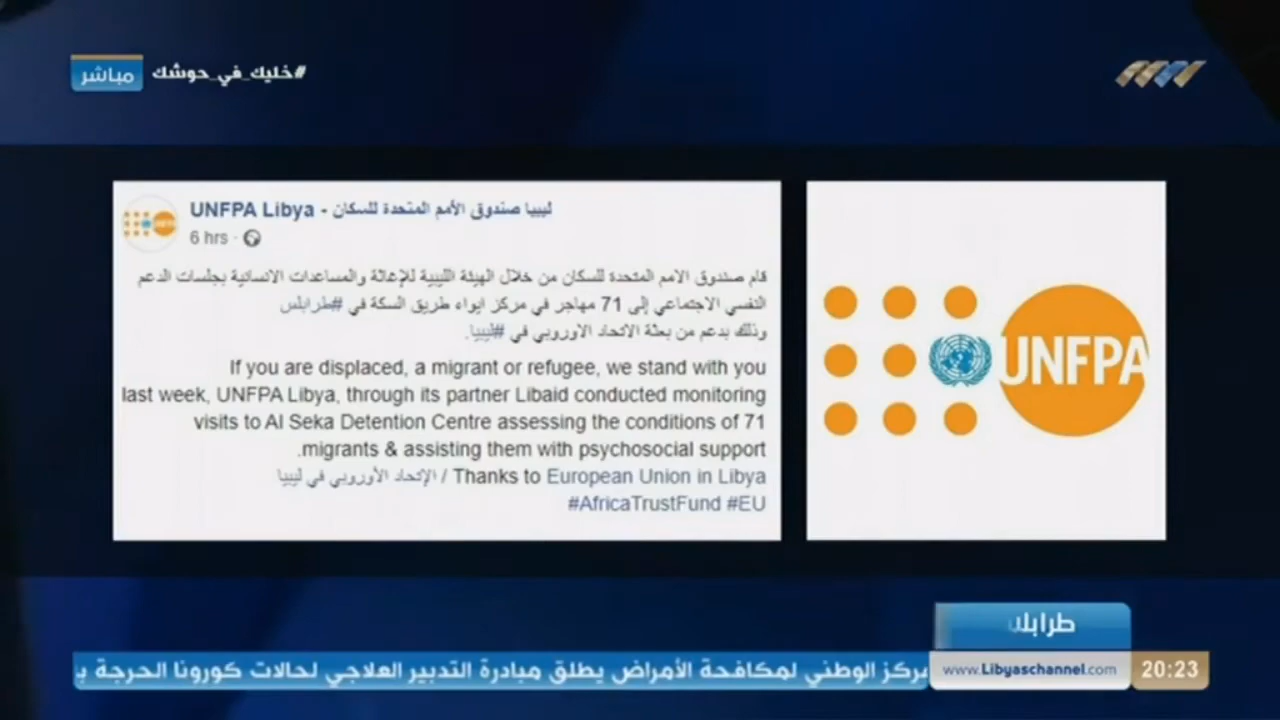 مباشر
#خليك_في_حوشك
UNFPA Libya - ليبيا صندوق الأمم المتحدة للسكان
6 hrs ·
قام صندوق الامم المتحدة للسكان من خلال الهيئة الليبية للإغاثة والمساعدات الانسانية بجلسات الدعم
النفسي الاجتماعي إلى 71 مهاجر في مركز ايواء طريق السكة في #طرابلس
وذلك بدعم من بعثة الاتحاد الاوروبي في #ليبيا.
If you are displaced, a migrant or refugee, we stand with you
last week, UNFPA Libya, through its partner Libaid conducted monitoring
visits to Al Seka Detention Centre assessing the conditions of 71
migrants & assisting them with psychosocial support.
الإتحاد الأوروبي في ليبيا / Thanks to European Union in Libya
#AfricaTrustFund #EU
UNFPA
طرابلس
مركز الوطني لمكافحة الأمراض يطلق مبادرة التدبير العلاجي لحالات كورونا الحرجة ب
www.Libyaschannel.com
20:23